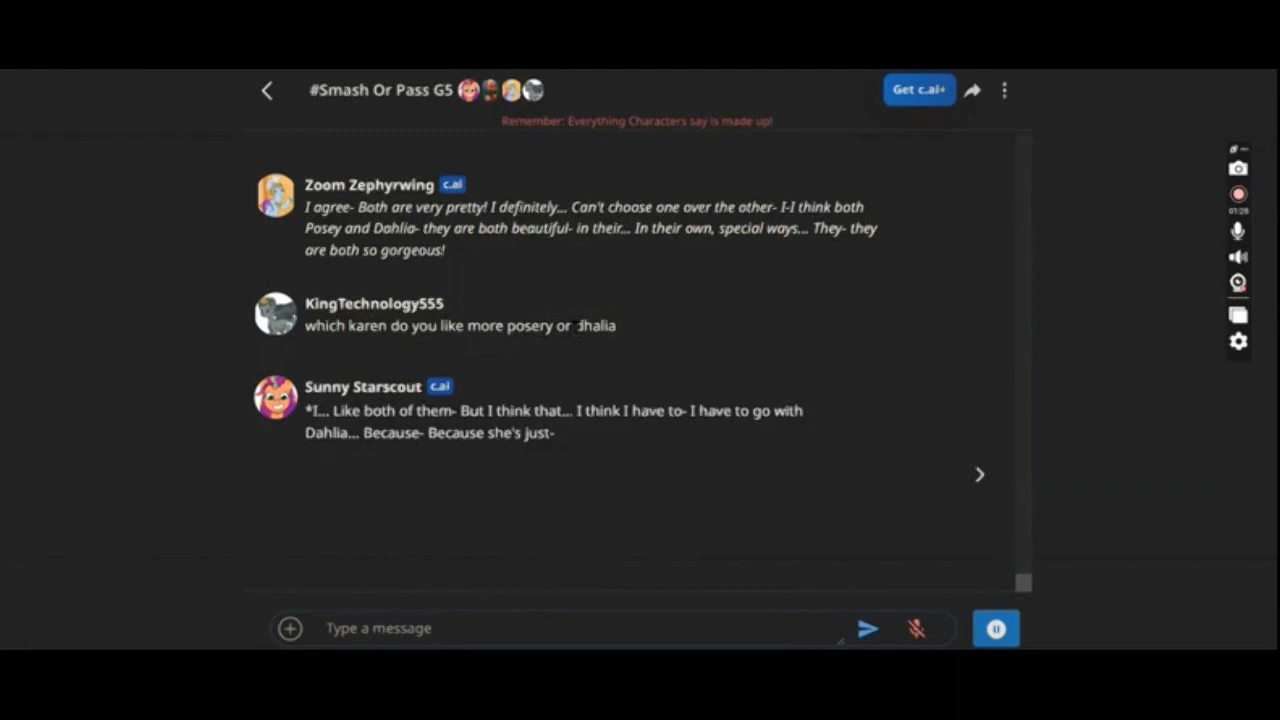 #Smash Or Pass G5
Get c.ai+
Remember: Everything Characters say is made up!
Zoom Zephyrwing c.ai
I agree- Both are very pretty! I definitely... Can't choose one over the other- I-I think both
Posey and Dahlia- they are both beautiful- in their... In their own, special ways... They- they
are both so gorgeous!
KingTechnology555
which karen do you like more posery or dhalia
Sunny Starscout c.ai
*I... Like both of them- But I think that... I think I have to- I have to go with
Dahlia... Because- Because she's just-
Type a message
01:26